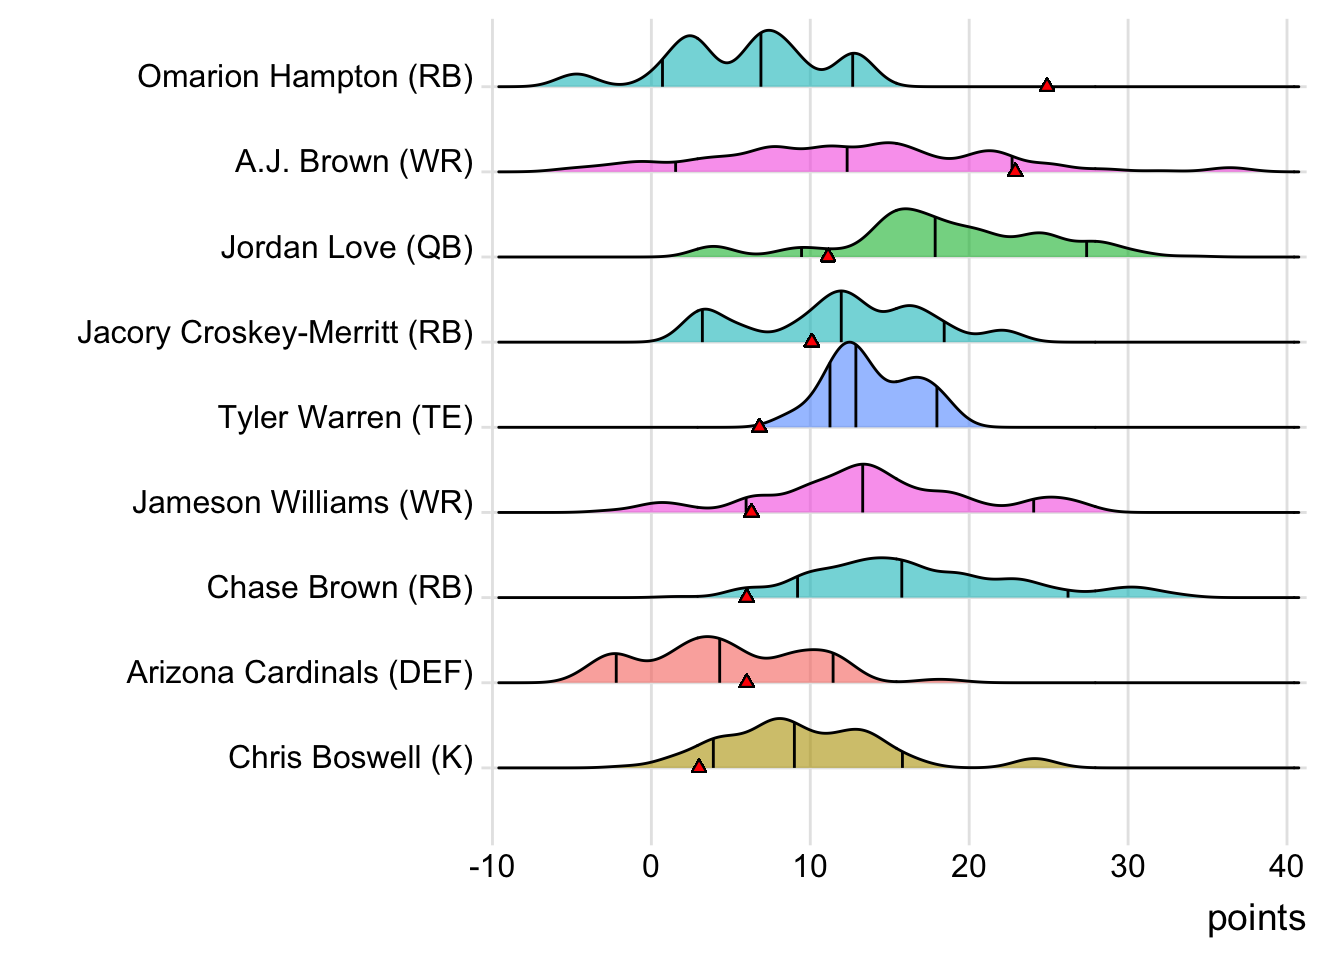 Omarion Hampton (RB)
A.J. Brown (WR)
Jordan Love (QB)
Jacory Croskey-Merritt (RB)
Tyler Warren (TE)
Jameson Williams (WR)
Chase Brown (RB)
Arizona Cardinals (DEF)
Chris Boswell (K)
-10 0 10 20 30 40
points